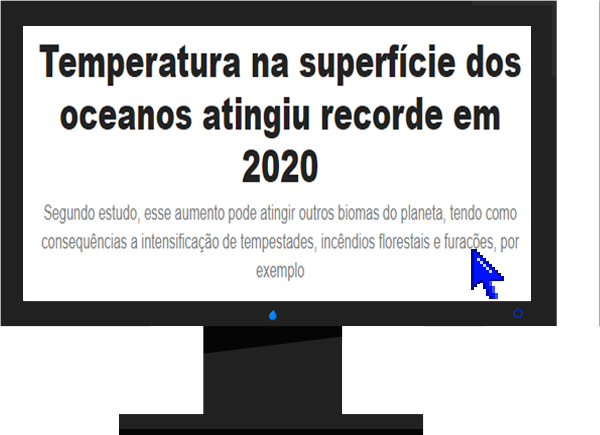 Temperatura na superfície dos
oceanos atingiu recorde em
2020
Segundo estudo, esse aumento pode atingir outros biomas do planeta, tendo como
consequências a intensificação de tempestades, incêndios florestais e furacões, por
exemplo